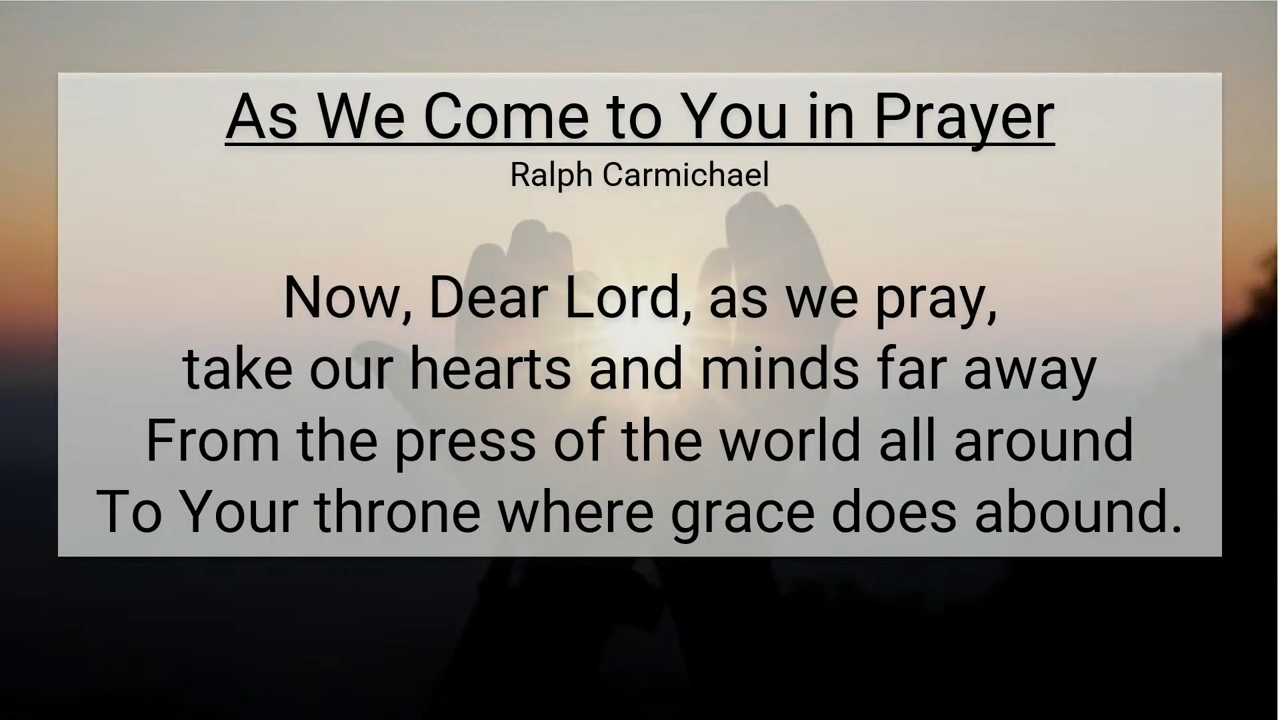 As We Come to You in Prayer
Ralph Carmichael
Now, Dear Lord, as we pray,
take our hearts and minds far away
From the press of the world all around
To Your throne where grace does abound.